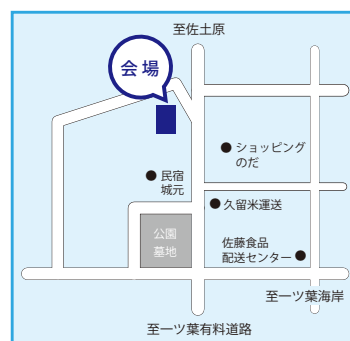 至佐土原
会場
ショッピング
のだ
民宿
城元
久留米運送
公園
墓地
佐藤食品
配送センター
至一ツ葉海岸
至一ツ葉有料道路